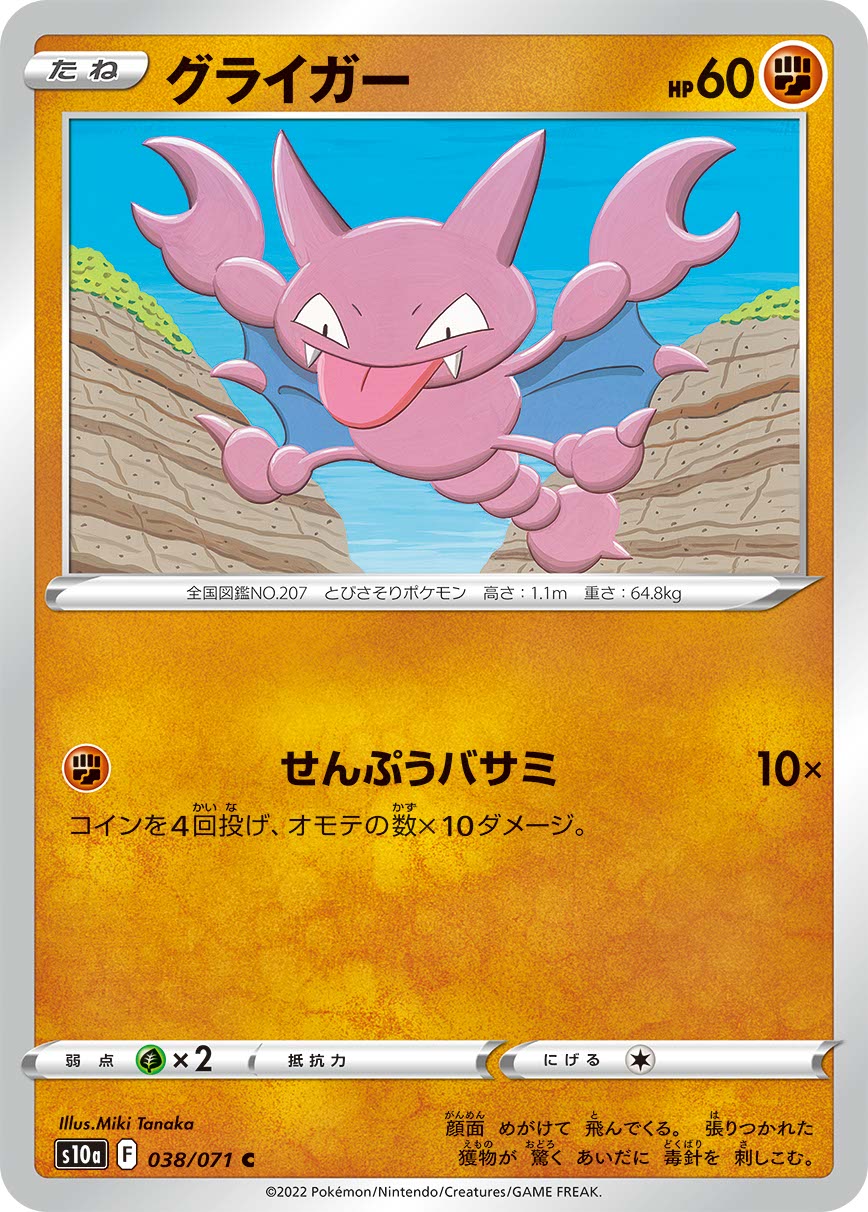 たね グライガー HP60
全国図鑑NO.207 とびさそりポケモン 高さ:1.1m 重さ:64.8kg
せんぷうバサミ 10×
コインを4回投げ、オモテの数×10ダメージ。
弱点 ×2 抵抗力 にげる
Illus.Miki Tanaka
顔面 めがけて 飛んでくる。 張りつかれた
獲物が 驚く あいだに 毒針を 刺しこむ。
s10a F 038/071 C
©2022 Pokémon/Nintendo/Creatures/GAME FREAK.